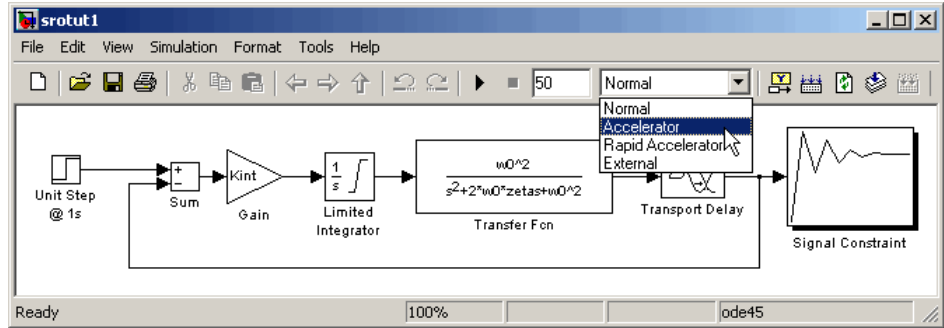 srotut1
File Edit View Simulation Format Tools Help
50 Normal
Normal
Accelerator
Rapid Accelerator
External
Unit Step
@ 1s
+
−
Sum
Kint
Gain
1
s
Limited
Integrator
w0^2
s^2+2*w0*zetas+w0^2
Transfer Fcn
Transport Delay
Signal Constraint
Ready 100% ode45